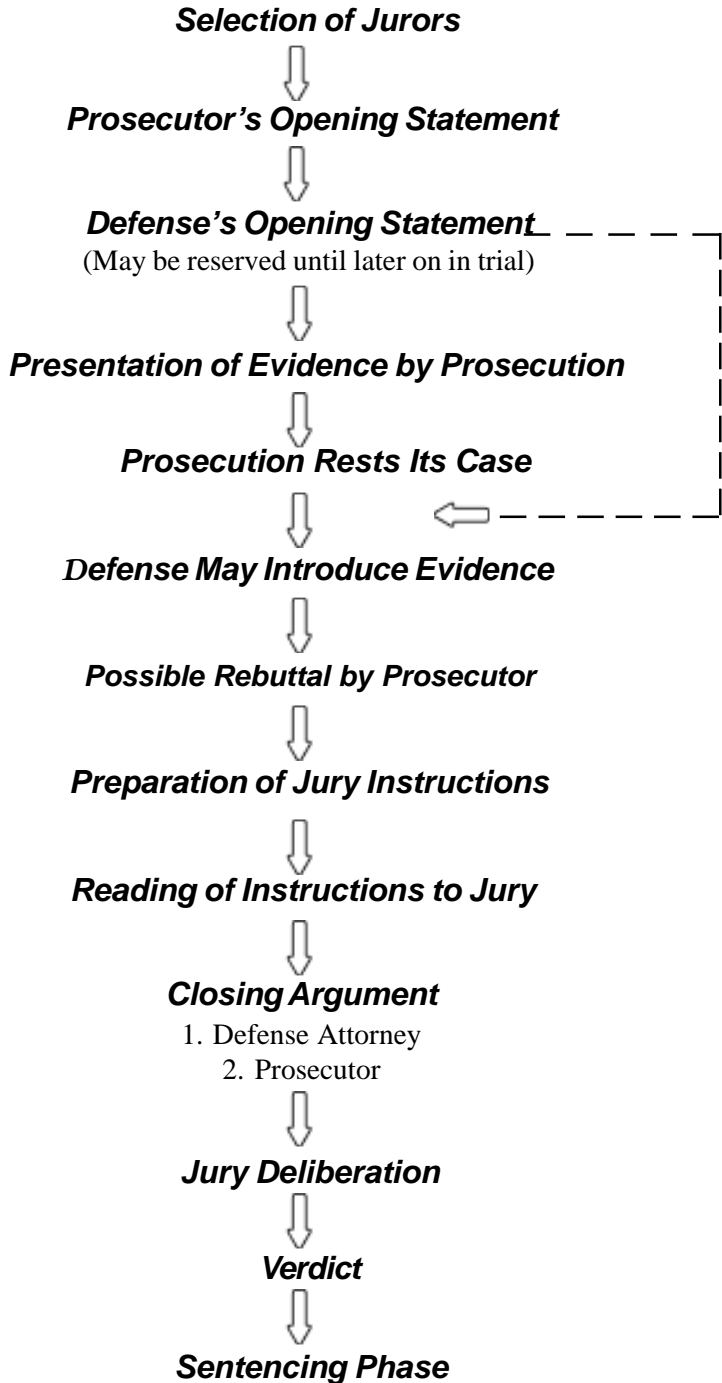 Selection of Jurors
Prosecutor’s Opening Statement
Defense’s Opening Statement
(May be reserved until later on in trial)
Presentation of Evidence by Prosecution
Prosecution Rests Its Case
Defense May Introduce Evidence
Possible Rebuttal by Prosecutor
Preparation of Jury Instructions
Reading of Instructions to Jury
Closing Argument
1. Defense Attorney
2. Prosecutor
Jury Deliberation
Verdict
Sentencing Phase